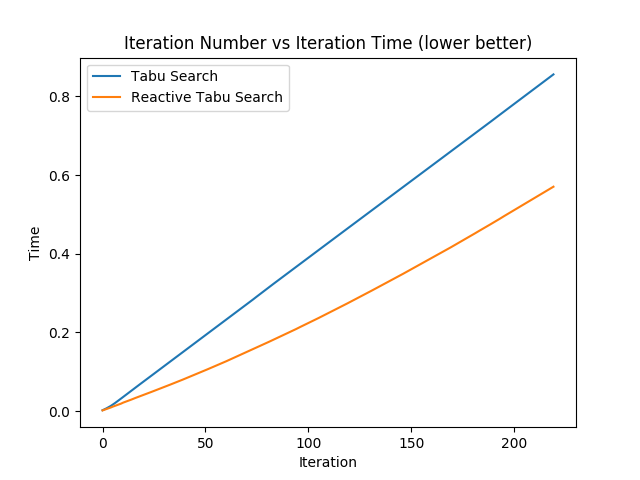 Iteration Number vs Iteration Time (lower better)
Tabu Search
Reactive Tabu Search
Time
0.8
0.6
0.4
0.2
0.0
0 50 100 150 200
Iteration